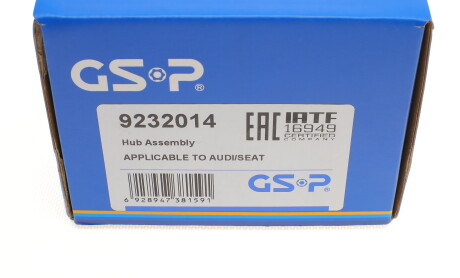 GSP®
9232014
Hub Assembly
APPLICABLE TO AUDI/SEAT
EAC
IATF
16949
CERTIFIED
COMPANY
6 928947 381591
GSP®